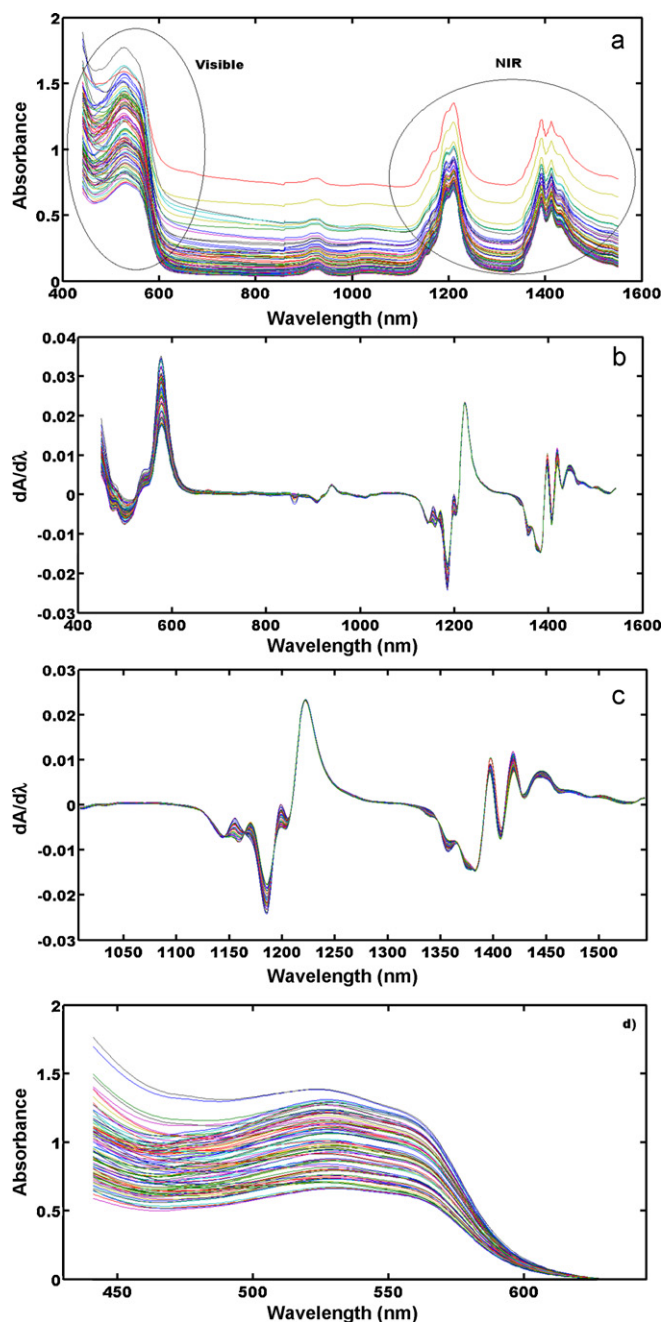 a
2
Visible
NIR
1.5
1
0.5
0
Absorbance
400 600 800 1000 1200 1400 1600
Wavelength (nm)
b
0.04
0.03
0.02
0.01
0
-0.01
-0.02
-0.03
dA/dλ
400 600 800 1000 1200 1400 1600
Wavelength (nm)
c
0.03
0.02
0.01
0
-0.01
-0.02
-0.03
dA/dλ
1050 1100 1150 1200 1250 1300 1350 1400 1450 1500
Wavelength (nm)
d)
2
1.5
1
0.5
0
Absorbance
450 500 550 600
Wavelength (nm)